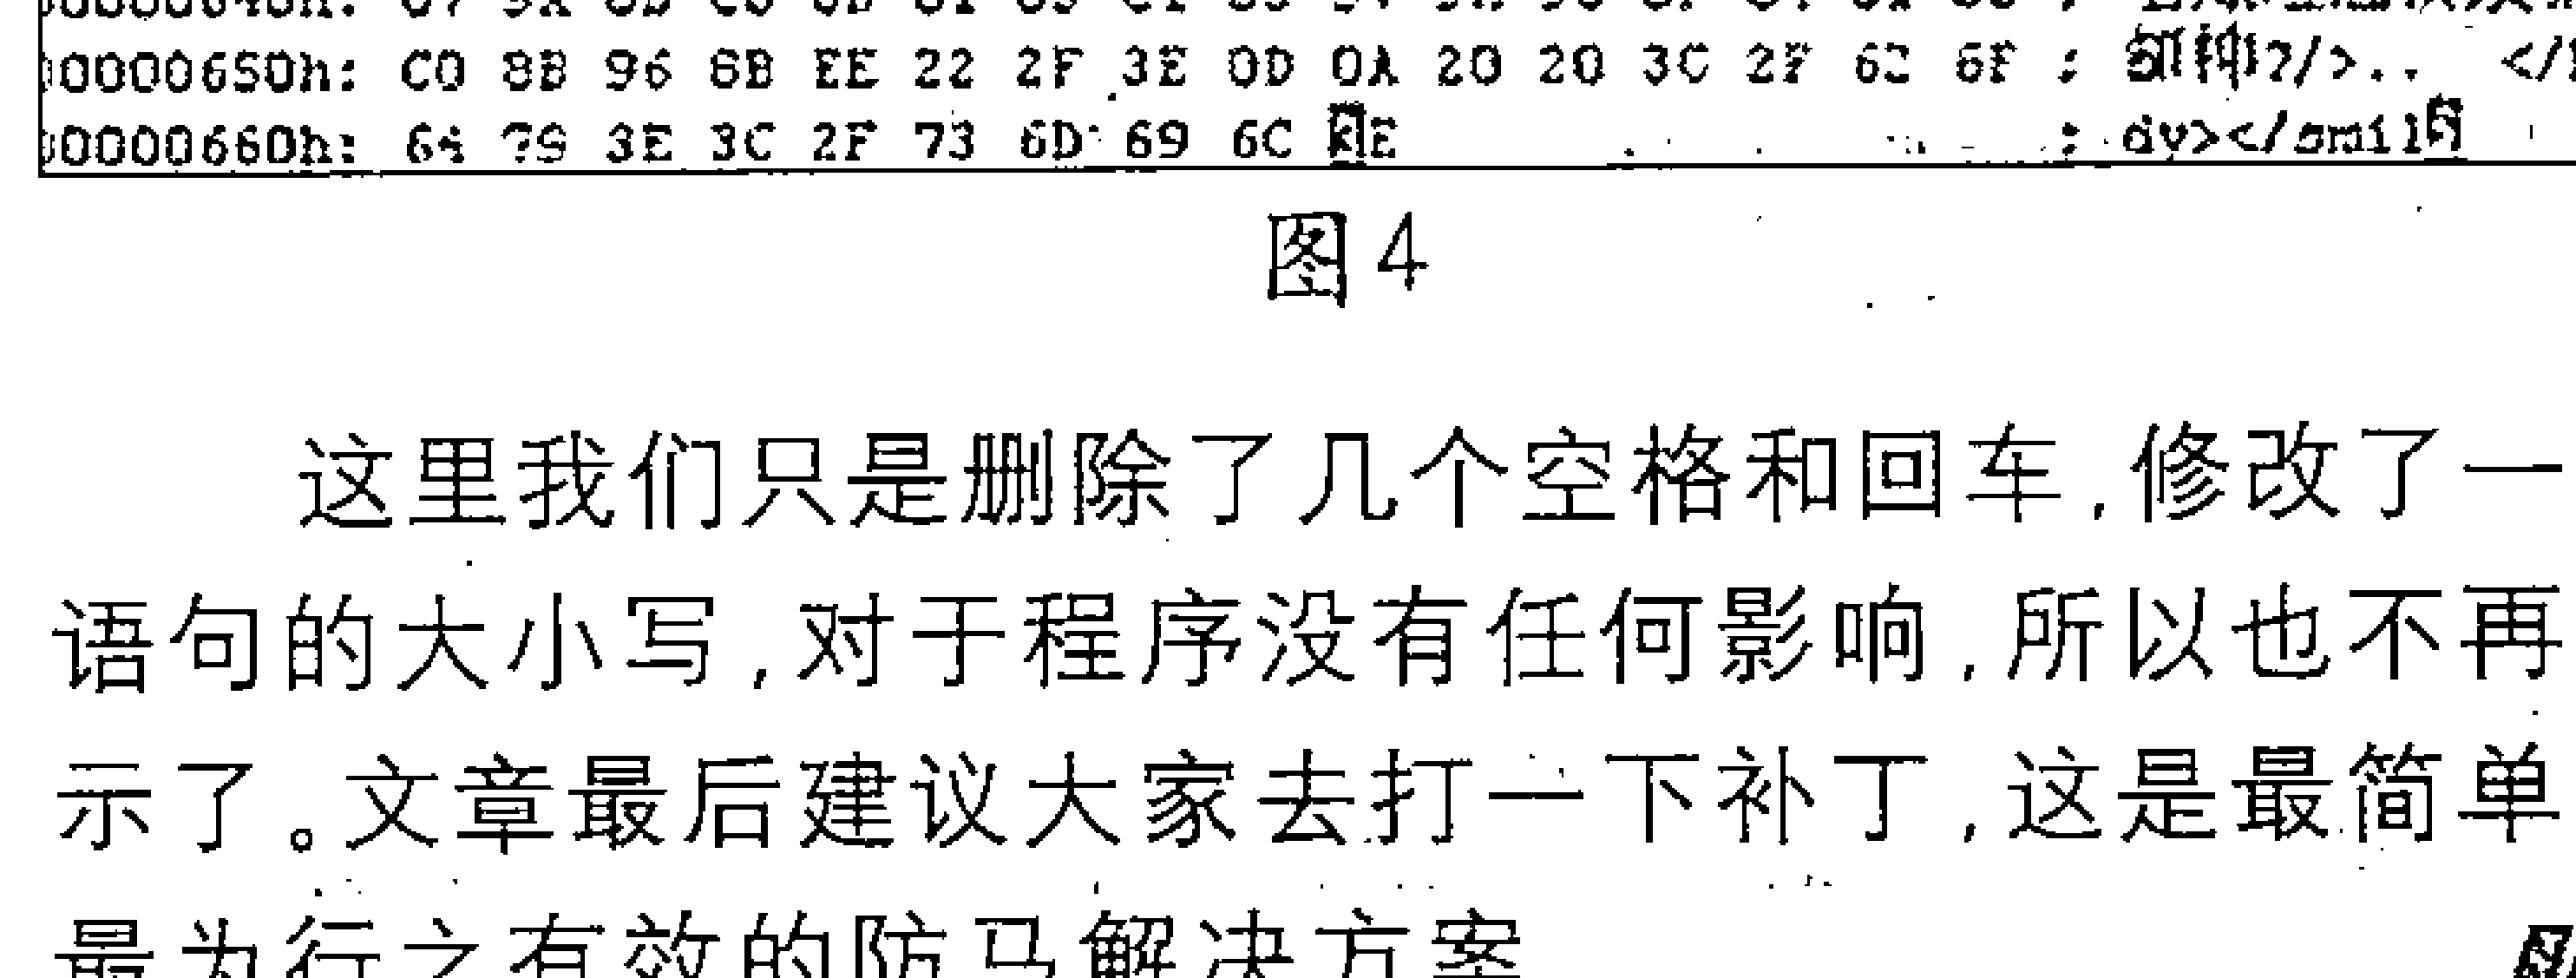 00000650h: C0 8B 96 6B EE 22 2F 3E 0D 0A 20 20 3C 2F 62 6F ; ?/>.. </
00000660h: 64 79 3E 3C 2F 73 6D 69 6C 3E ; dy></smil
图4
这里我们只是删除了几个空格和回车,修改了一
语句的大小写,对于程序没有任何影响,所以也不再
示了。文章最后建议大家去打一下补丁,这是最简单
最为行之有效的防马解决方案